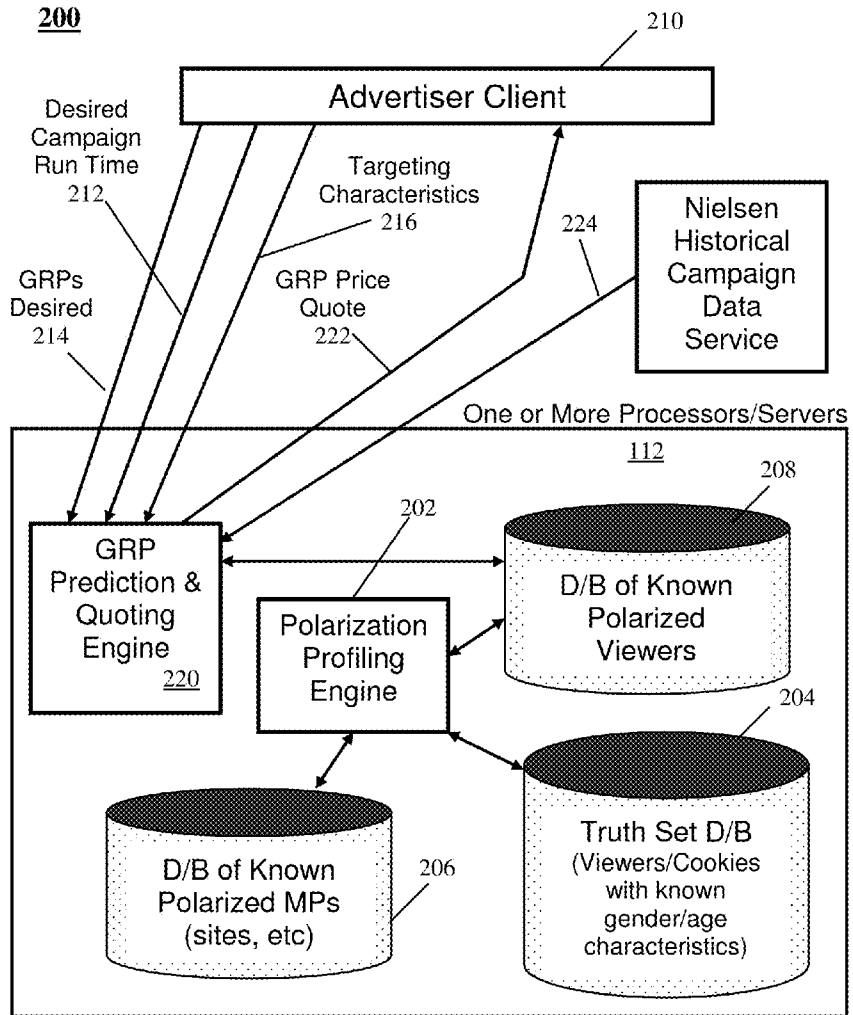 200
210
Advertiser Client
Desired
Campaign
Run Time
212
Targeting
Characteristics
216
GRPs
Desired
214
GRP Price
Quote
222
224
Nielsen
Historical
Campaign
Data
Service
One or More Processors/Servers
112
GRP
Prediction &
Quoting
Engine
220
202
Polarization
Profiling
Engine
208
D/B of Known
Polarized
Viewers
204
Truth Set D/B
(Viewers/Cookies
with known
gender/age
characteristics)
D/B of Known
Polarized MPs
(sites, etc)
206